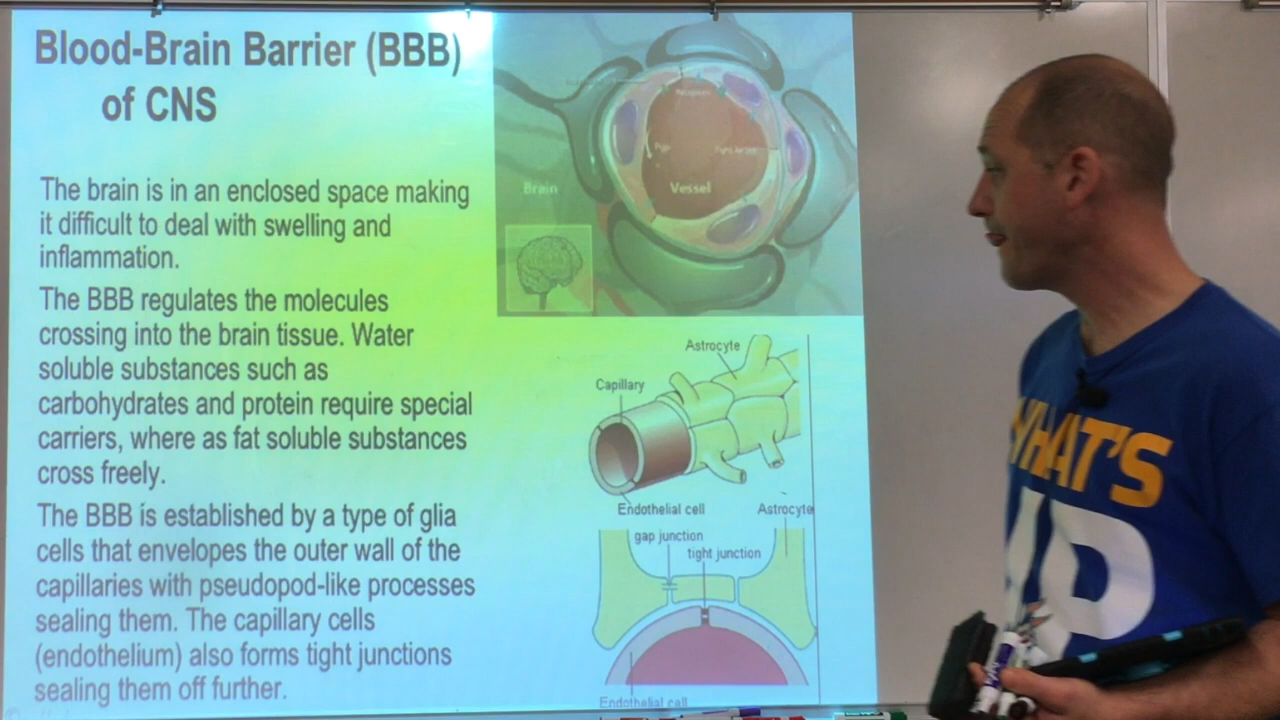 Blood-Brain Barrier (BBB)
of CNS
The brain is in an enclosed space making
it difficult to deal with swelling and
inflammation.
The BBB regulates the molecules
crossing into the brain tissue. Water
soluble substances such as
carbohydrates and protein require special
carriers, where as fat soluble substances
cross freely.
The BBB is established by a type of glia
cells that envelopes the outer wall of the
capillaries with pseudopod-like processes
sealing them. The capillary cells
(endothelium) also forms tight junctions
sealing them off further.
Brain
Vessel
Astrocyte
Capillary
Endothelial cell
Astrocyte
gap junction
tight junction
Endothelial cell
WHAT'S
UP